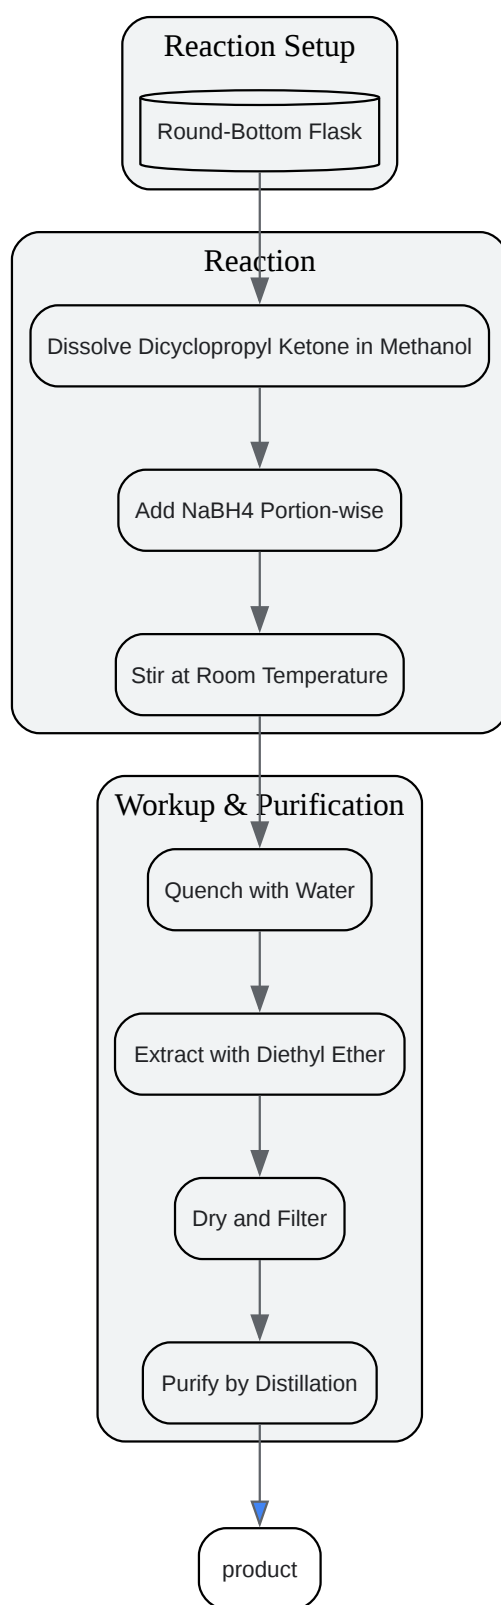 Reaction Setup
Round-Bottom Flask
Reaction
Dissolve Dicyclopropyl Ketone in Methanol
Add NaBH4 Portion-wise
Stir at Room Temperature
Workup & Purification
Quench with Water
Extract with Diethyl Ether
Dry and Filter
Purify by Distillation
product